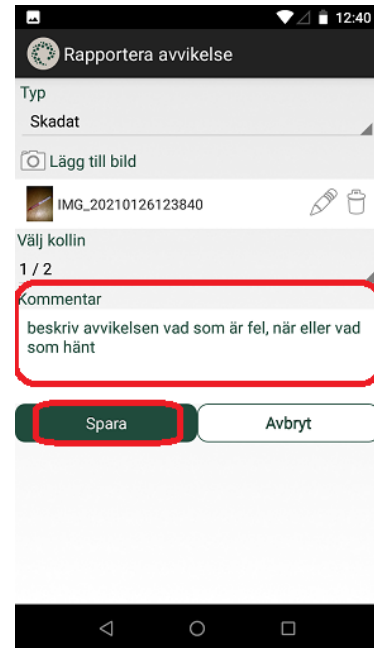 12:40
Rapportera avvikelse
Typ
Skadat
Lägg till bild
IMG_20210126123840
Välj kollin
1 / 2
Kommentar
beskriv avvikelsen vad som är fel, när eller vad
som hänt
Spara Avbryt